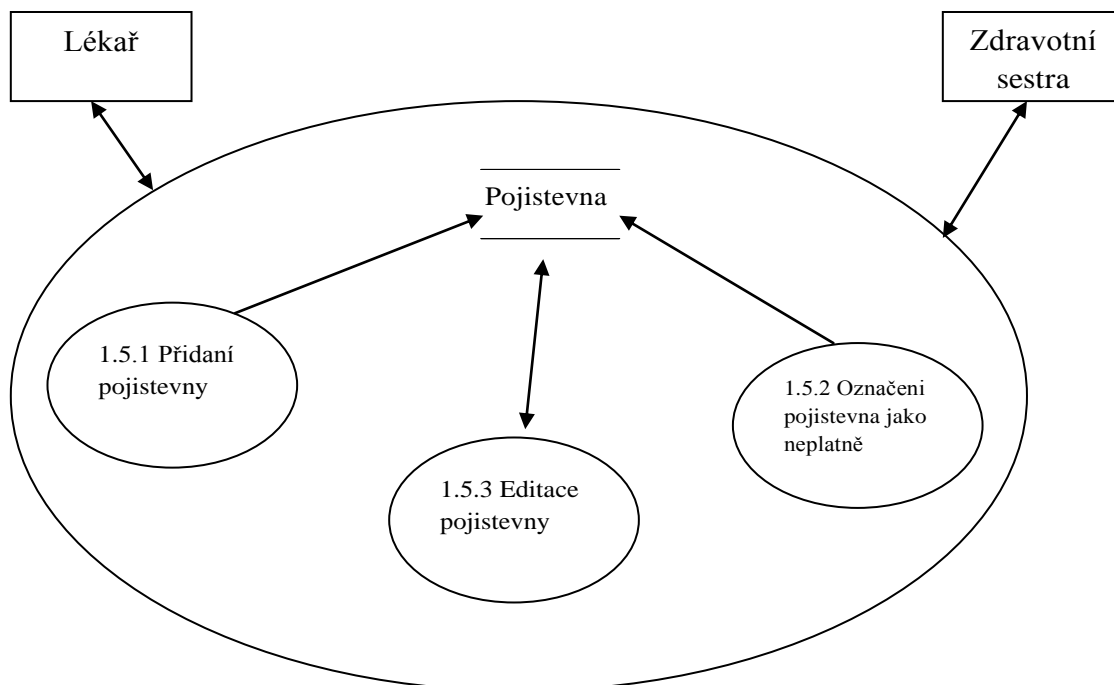 Lékař
Zdravotní
sestra
Pojistevna
1.5.1 Přidaní
pojistevny
1.5.2 Označeni
pojistevna jako
neplatně
1.5.3 Editace
pojistevny